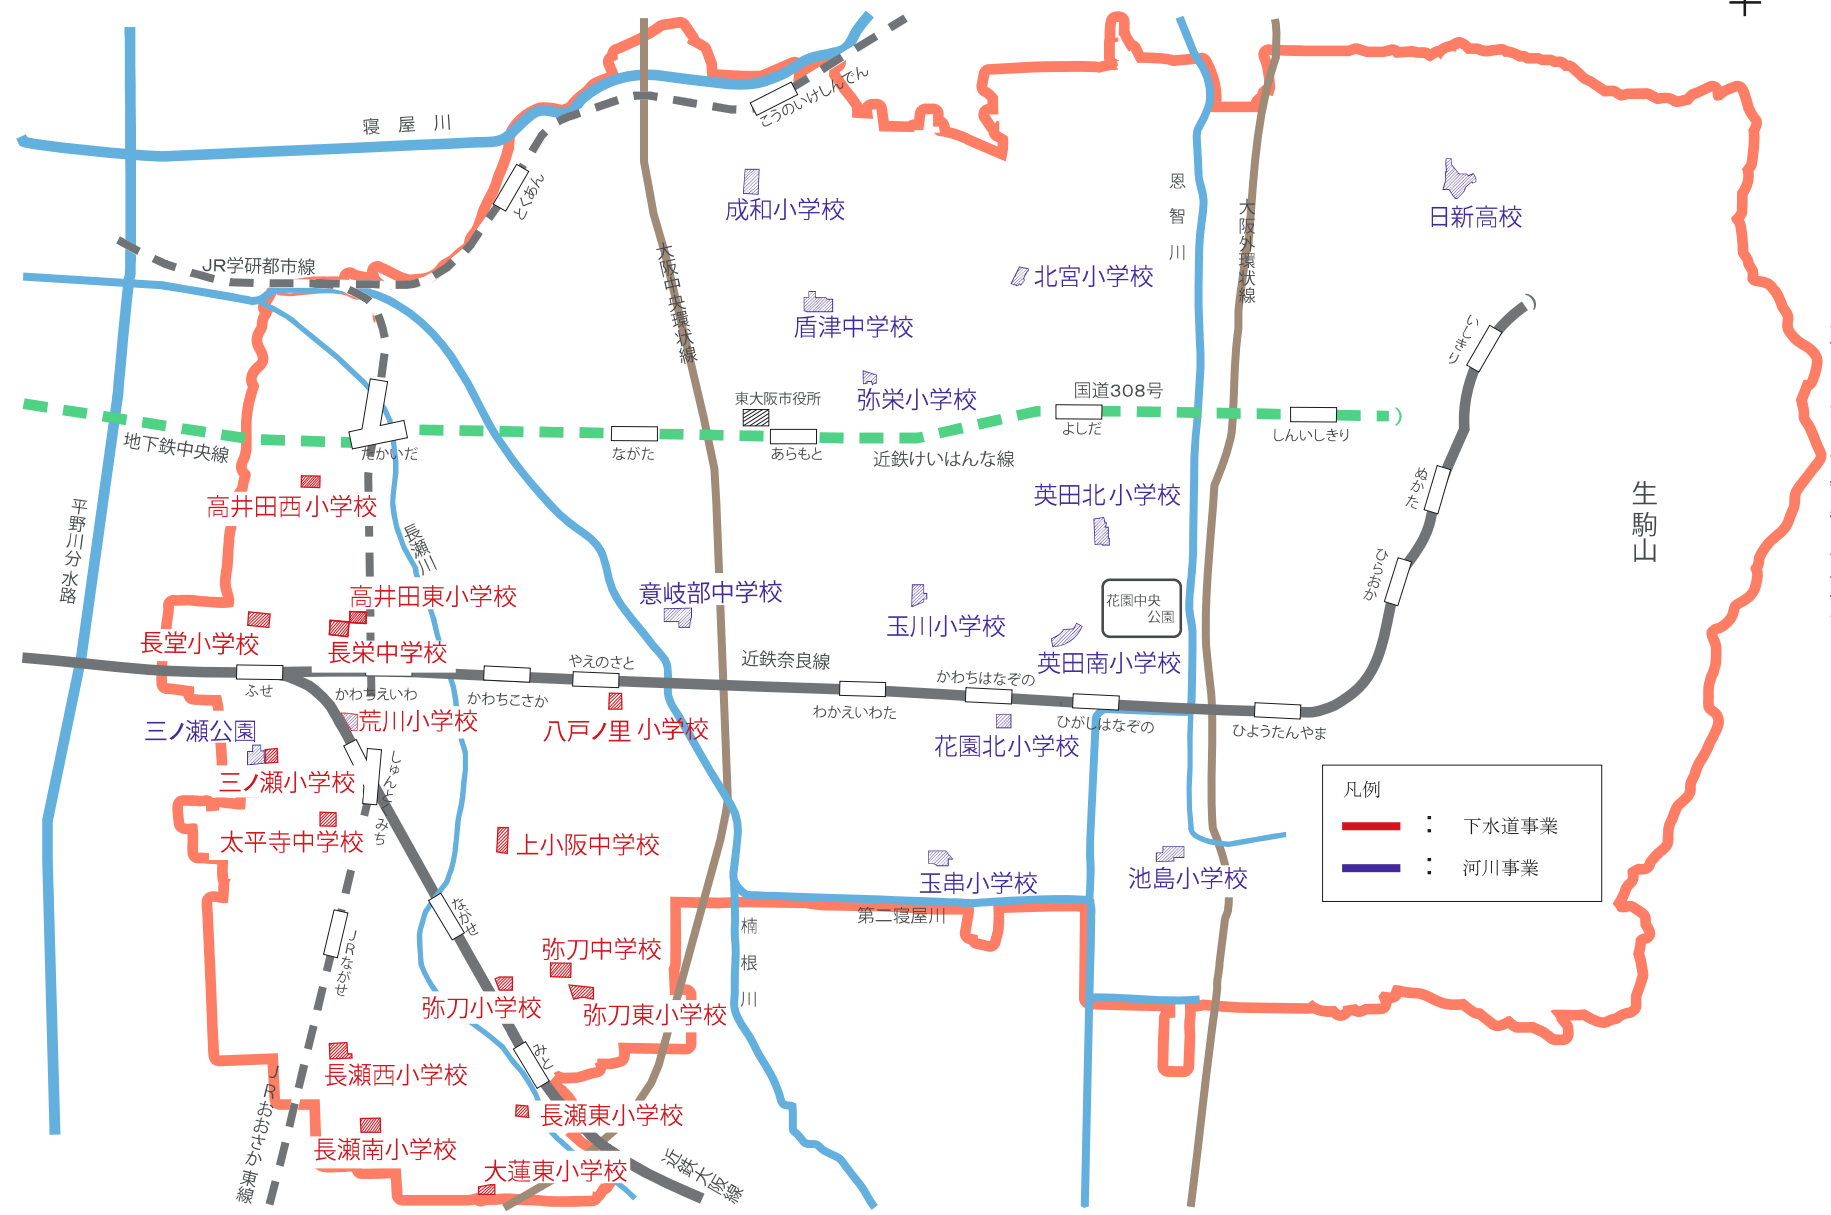 寝屋川
こうのいけしんでん
とくあん
成和小学校
恩智川
大阪外環状線
日新高校
JR学研都市線
大阪中央環状線
北宮小学校
盾津中学校
いしきり
国道308号
東大阪市役所
弥栄小学校
よしだ
しんいしきり
地下鉄中央線
たかいだ
ながた
あらもと
近鉄けいはんな線
ぬかた
高井田西小学校
英田北小学校
生駒山
平野川分水路
長瀬川
ひらおか
高井田東小学校
意岐部中学校
花園中央
公園
玉川小学校
長堂小学校
長栄中学校
やえのさと
近鉄奈良線
英田南小学校
ふせ
かわちえいわ
かわちこさか
かわちはなぞの
わかえいわた
ひがしはなぞの
ひようたんやま
三ノ瀬公園
荒川小学校
八戸ノ里小学校
花園北小学校
三ノ瀬小学校
しゅんとくみち
凡例
太平寺中学校
上小阪中学校
下水道事業
：
河川事業
：
玉串小学校
池島小学校
ながせ
第二寝屋川
楠根川
JRながせ
弥刀中学校
弥刀小学校
弥刀東小学校
みと
長瀬西小学校
JRおおさか東線
長瀬東小学校
長瀬南小学校
大蓮東小学校
近鉄大阪線